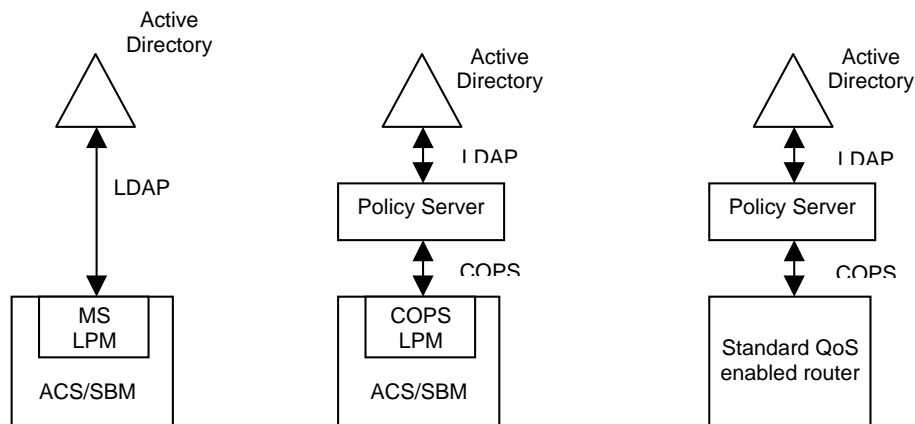 Active
Directory
LDAP
MS
LPM
ACS/SBM
Active
Directory
LDAP
Policy Server
COPS
COPS
LPM
ACS/SBM
Active
Directory
LDAP
Policy Server
COPS
Standard QoS
enabled router